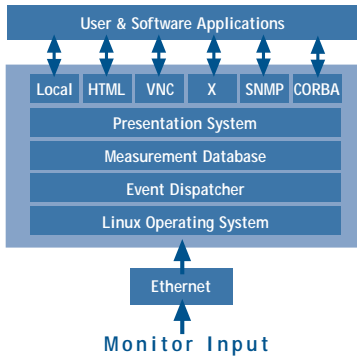 User & Software Applications
Local HTML VNC X SNMP CORBA
Presentation System
Measurement Database
Event Dispatcher
Linux Operating System
Ethernet
Monitor Input